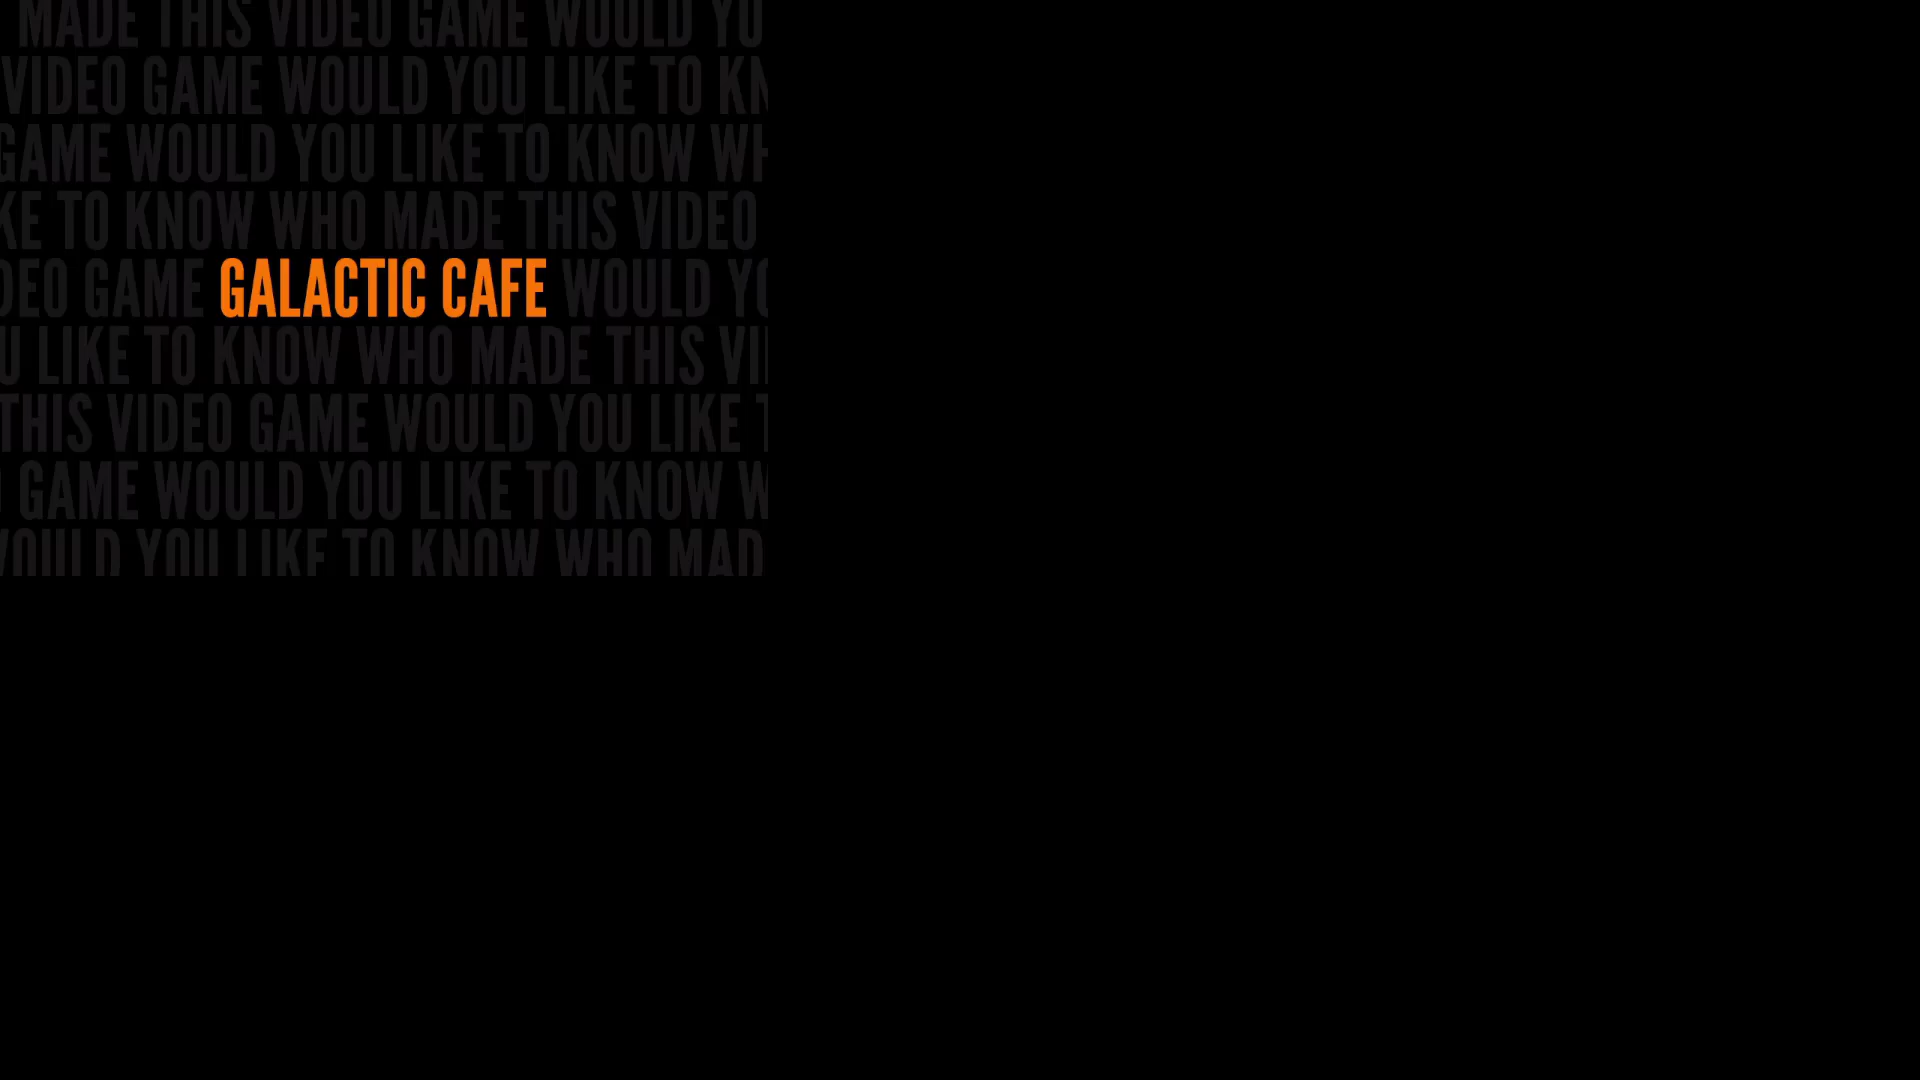 MADE THIS VIDEO GAME WOULD YO
VIDEO GAME WOULD YOU LIKE TO KN
GAME WOULD YOU LIKE TO KNOW WH
KE TO KNOW WHO MADE THIS VIDEO
DEO GAME GALACTIC CAFE WOULD YO
U LIKE TO KNOW WHO MADE THIS VI
THIS VIDEO GAME WOULD YOU LIKE T
GAME WOULD YOU LIKE TO KNOW W
WOULD YOU LIKE TO KNOW WHO MAD